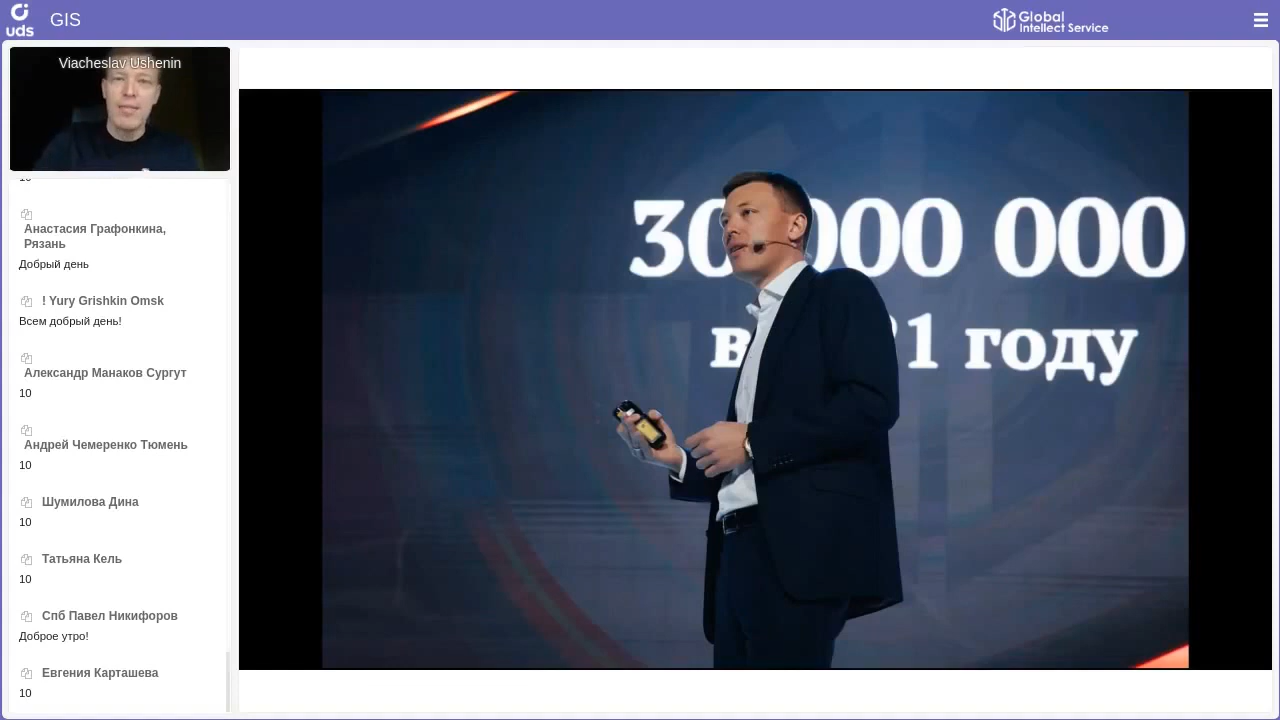 uds
GIS
Global
Intellect Service
Viacheslav Ushenin
Анастасия Графонкина,
Рязань
Добрый день
! Yury Grishkin Omsk
Всем добрый день!
Александр Манаков Сургут
10
Андрей Чемеренко Тюмень
10
Шумилова Дина
10
Татьяна Кель
10
Спб Павел Никифоров
Доброе утро!
Евгения Карташева
10
30 000 000
в 21 году